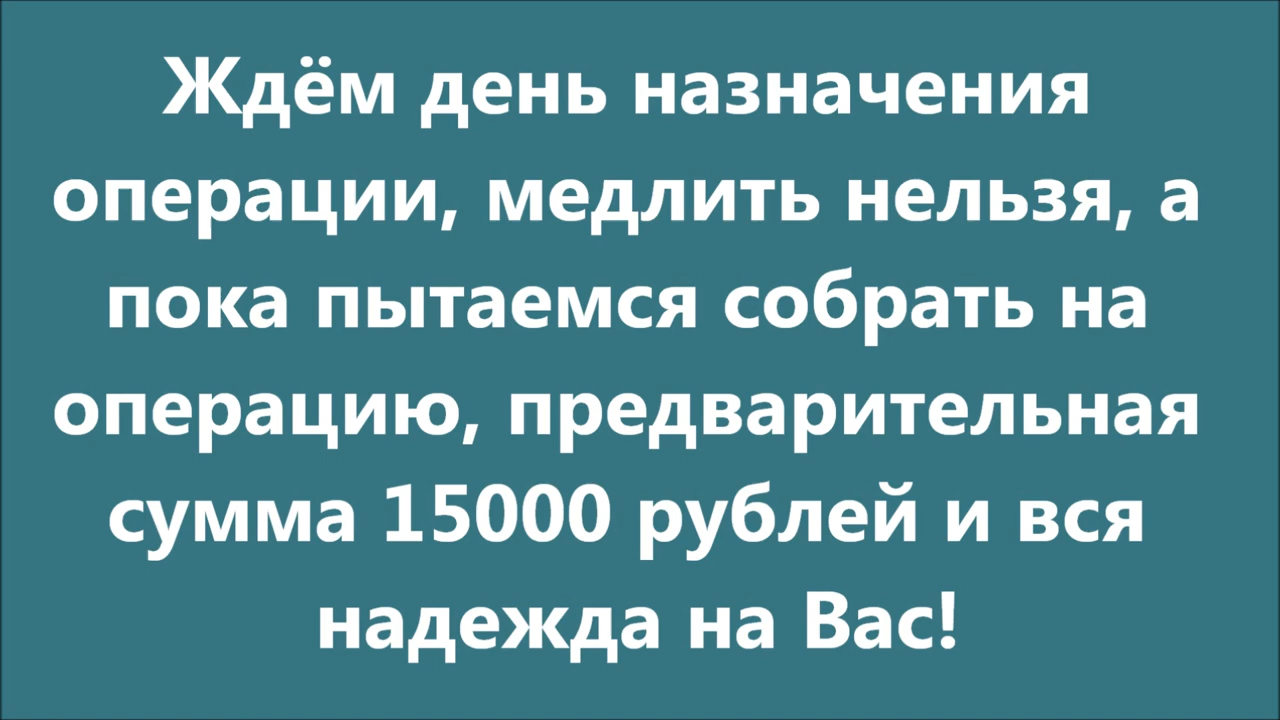 Ждём день назначения
операции, медлить нельзя, а
пока пытаемся собрать на
операцию, предварительная
сумма 15000 рублей и вся
надежда на Вас!